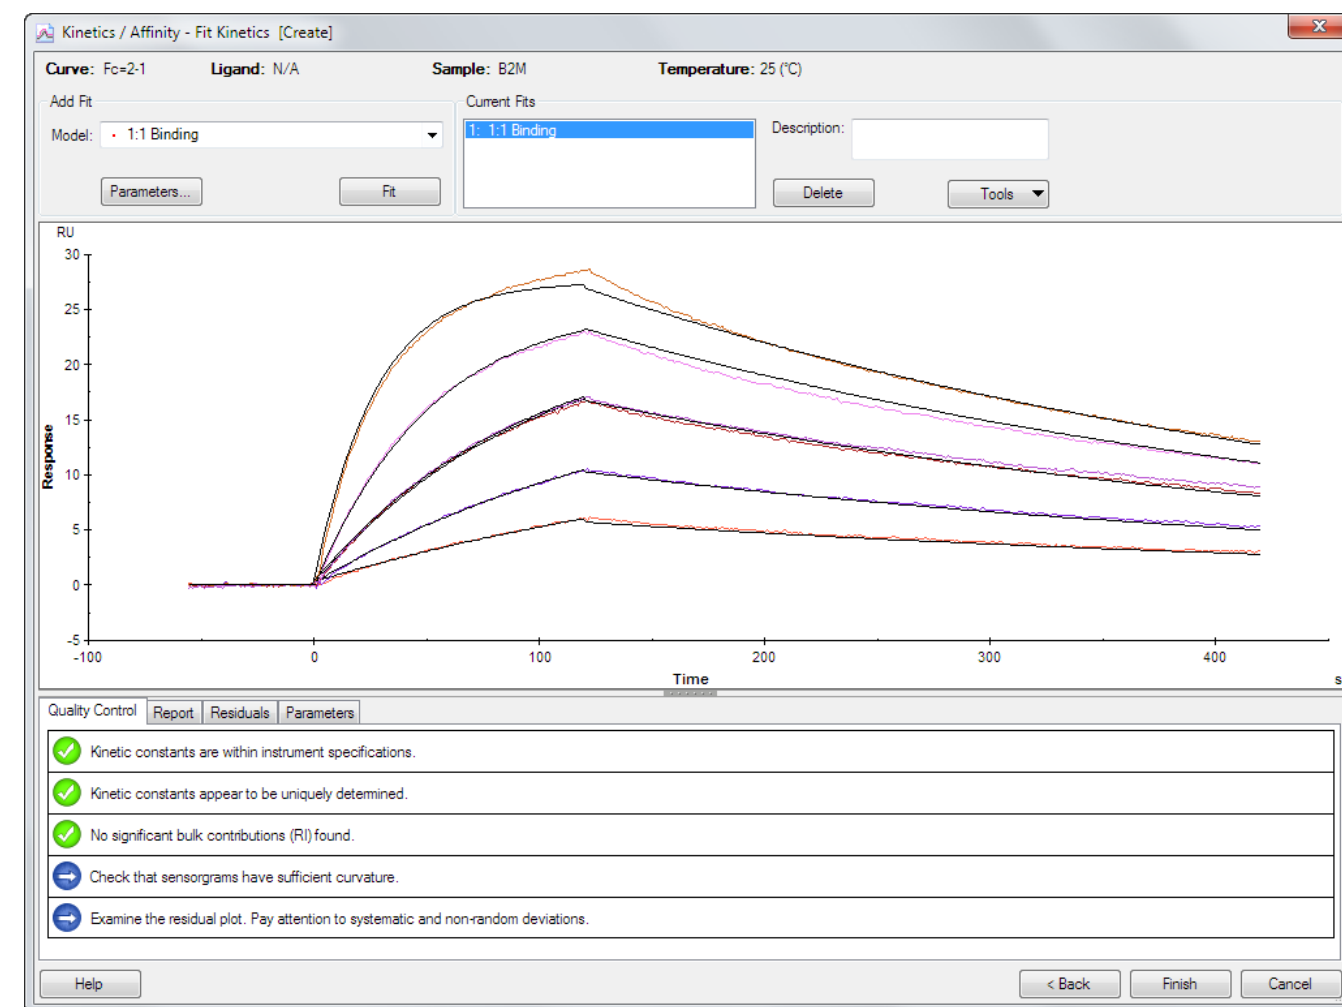 Kinetics / Affinity - Fit Kinetics [Create]
Curve: Fc=2-1 Ligand: N/A Sample: B2M Temperature: 25 (°C)
Add Fit
Model: 1:1 Binding
Parameters...
Fit
Current Fits
1: 1:1 Binding
Description:
Delete
Tools
RU
30
25
20
15
10
5
0
-5
Response
-100 0 100 200 300 400
Time
s
Quality Control Report Residuals Parameters
Kinetic constants are within instrument specifications.
Kinetic constants appear to be uniquely determined.
No significant bulk contributions (RI) found.
Check that sensorgrams have sufficient curvature.
Examine the residual plot. Pay attention to systematic and non-random deviations.
Help < Back Finish Cancel